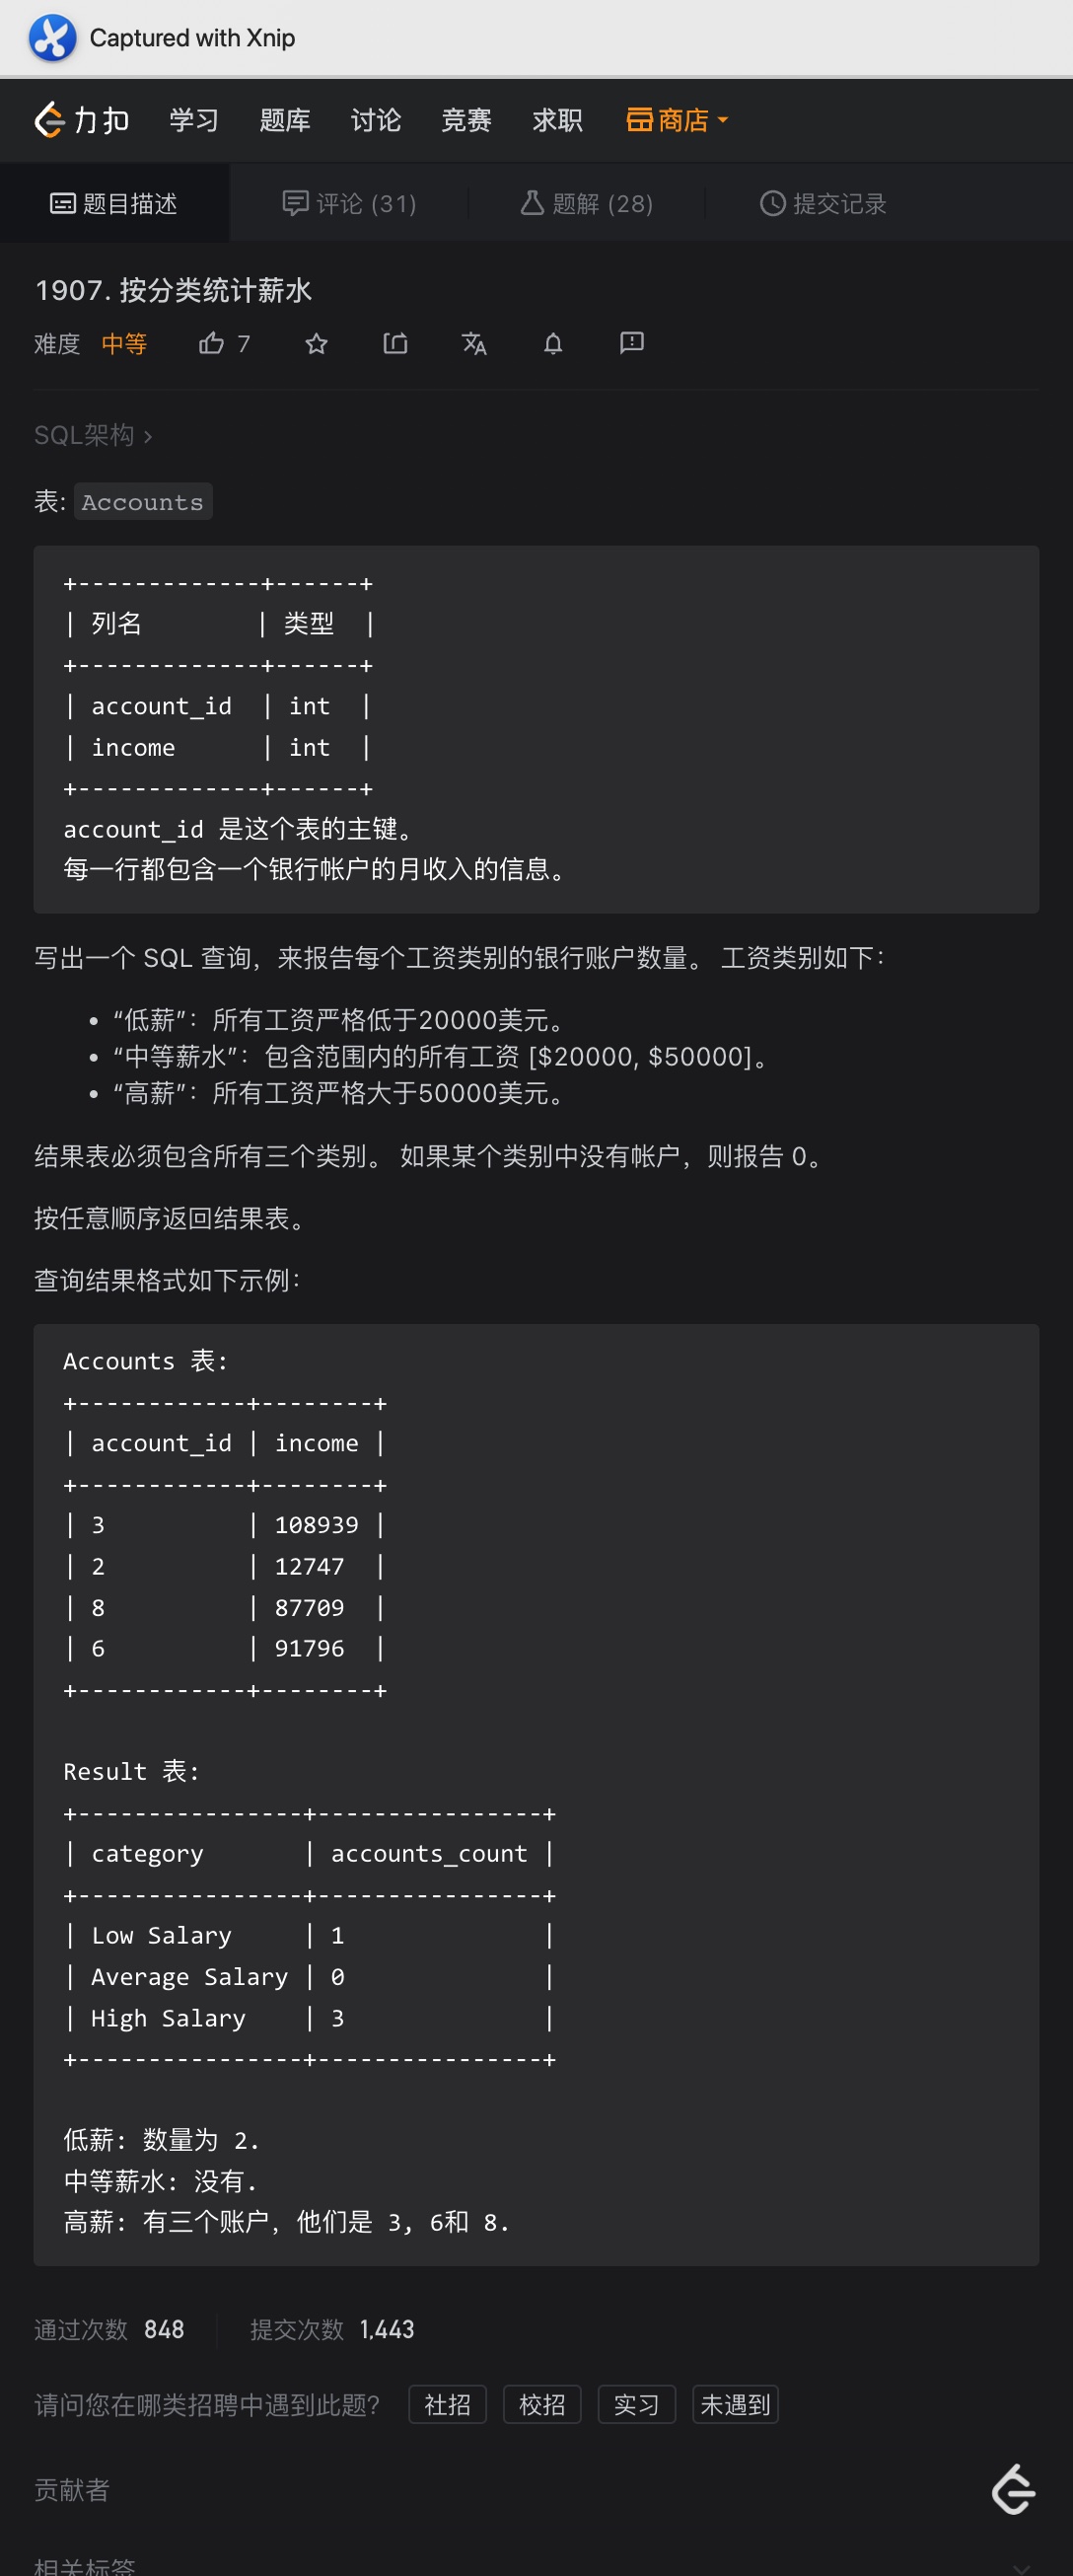 Captured with Xnip
力扣 学习 题库 讨论 竞赛 求职 商店
题目描述 评论 (31) 题解 (28) 提交记录
1907. 按分类统计薪水
难度 中等 7
SQL架构 >
表: Accounts
+-------------+------+
| 列名        | 类型  |
+-------------+------+
| account_id  | int  |
| income      | int  |
+-------------+------+
account_id 是这个表的主键。
每一行都包含一个银行帐户的月收入的信息。
写出一个 SQL 查询，来报告每个工资类别的银行账户数量。 工资类别如下：
• “低薪”：所有工资严格低于20000美元。
• “中等薪水”：包含范围内的所有工资 [$20000, $50000]。
• “高薪”：所有工资严格大于50000美元。
结果表必须包含所有三个类别。 如果某个类别中没有帐户，则报告 0。
按任意顺序返回结果表。
查询结果格式如下示例：
Accounts 表:
+------------+--------+
| account_id | income |
+------------+--------+
| 3          | 108939 |
| 2          | 12747  |
| 8          | 87709  |
| 6          | 91796  |
+------------+--------+
Result 表:
+----------------+----------------+
| category       | accounts_count |
+----------------+----------------+
| Low Salary     | 1              |
| Average Salary | 0              |
| High Salary    | 3              |
+----------------+----------------+
低薪: 数量为 2.
中等薪水: 没有.
高薪: 有三个账户，他们是 3, 6和 8.
通过次数 848 提交次数 1,443
请问您在哪类招聘中遇到此题? 社招 校招 实习 未遇到
贡献者
相关标签